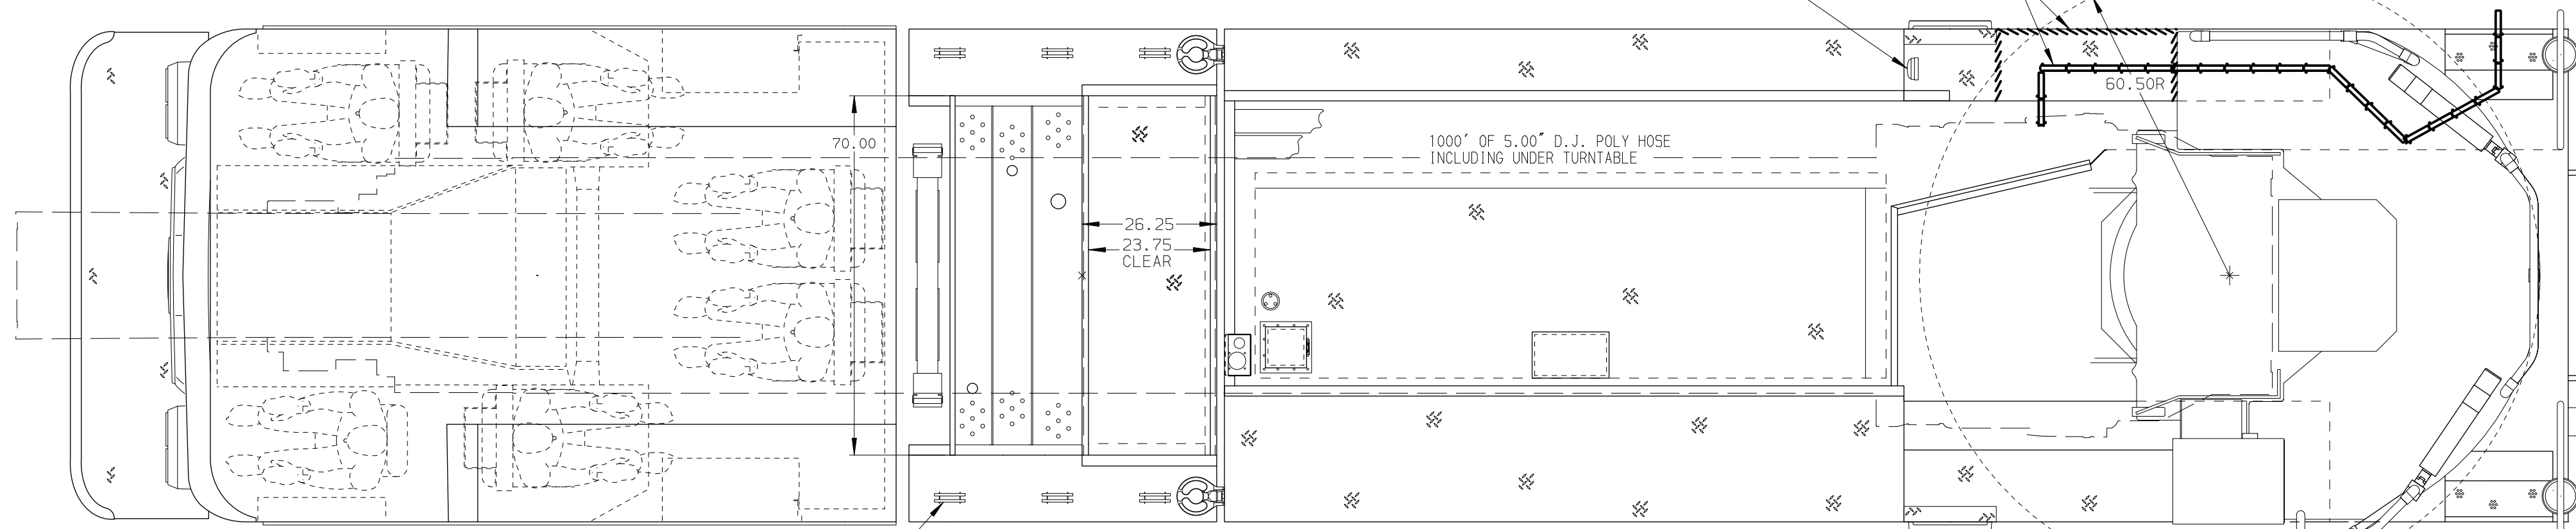 70.00
26.25
23.75
CLEAR
1000' OF 5.00" D.J. POLY HOSE
INCLUDING UNDER TURNTABLE
60.50R